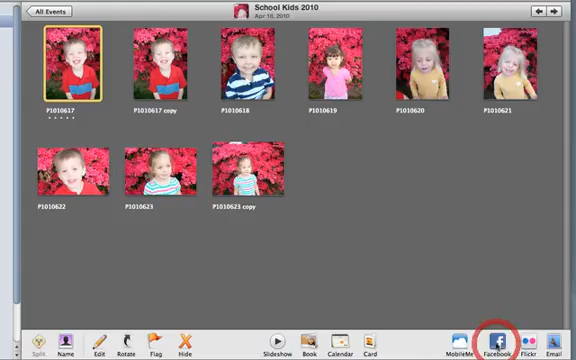 School Kids 2010
All Events
Apr 10, 2010
P1010617
P1010617 copy
P1010618
P1010619
P1010620
P1010621
P1010622
P1010623
P1010623 copy
Split
Name
Edit
Rotate
Flag
Hide
Slideshow
Book
Calendar
Card
MobileMe
Facebook
Flickr
Email